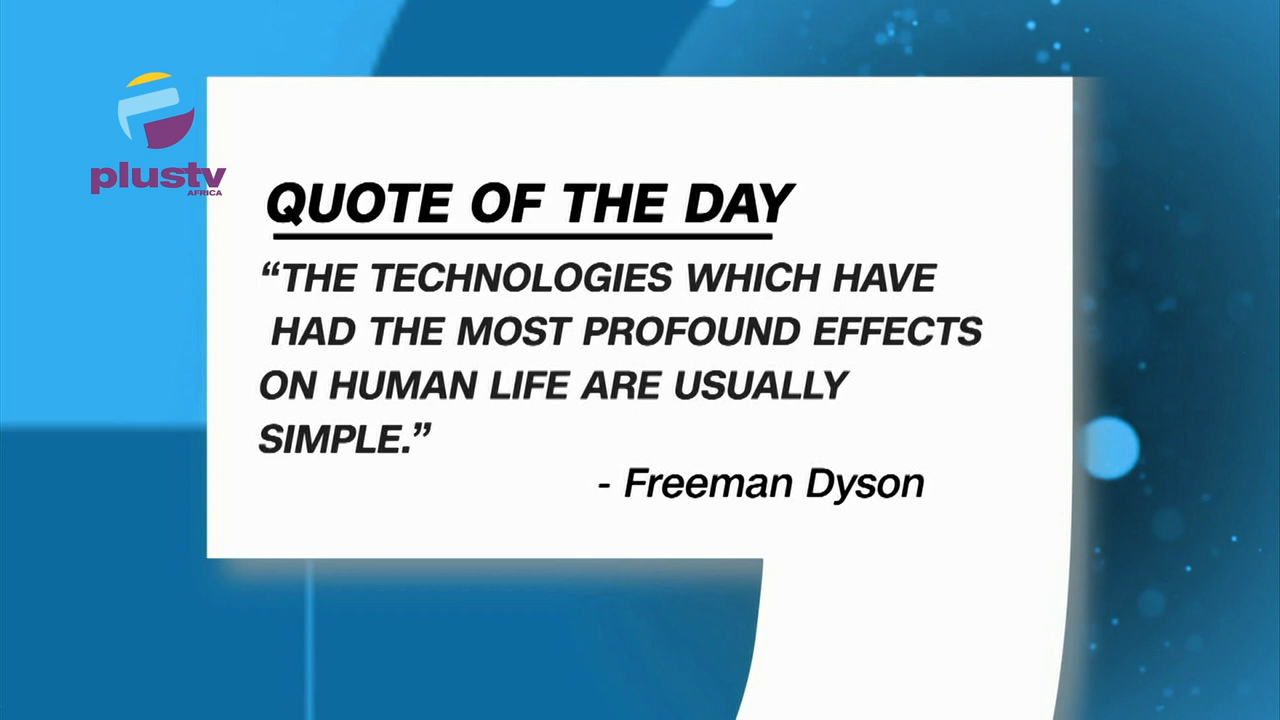 plustv
AFRICA
QUOTE OF THE DAY
“THE TECHNOLOGIES WHICH HAVE
HAD THE MOST PROFOUND EFFECTS
ON HUMAN LIFE ARE USUALLY
SIMPLE.”
- Freeman Dyson